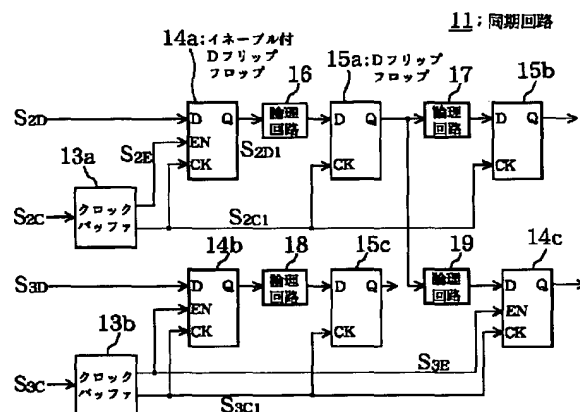 11;同期回路
14a;イネーブル付
Dフリップ
フロップ
16
15a;Dフリップ
フロップ
17
15b
S2D
D Q
EN
CK
論理
回路
D Q
CK
論理
回路
D Q
CK
S2E
S2D1
13a
S2C
クロック
バッファ
S2C1
14b
18
15c
19
14c
S3D
D Q
EN
CK
論理
回路
D Q
CK
論理
回路
D Q
EN
CK
13b
S3C
クロック
バッファ
S3E
S3C1